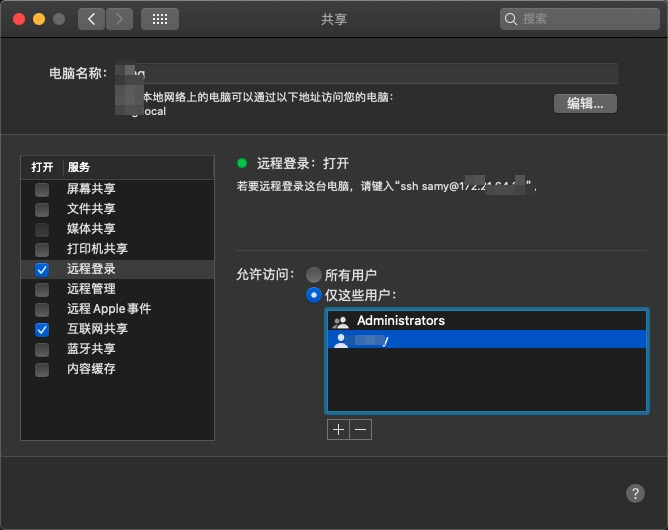 共享
搜索
电脑名称：
本地网络上的电脑可以通过以下地址访问您的电脑：
local
编辑...
打开 服务
屏幕共享
文件共享
媒体共享
打印机共享
远程登录
远程管理
远程Apple事件
互联网共享
蓝牙共享
内容缓存
远程登录：打开
若要远程登录这台电脑，请键入“ssh samy@172.21.64.
允许访问：
所有用户
仅这些用户：
Administrators
+ −
?